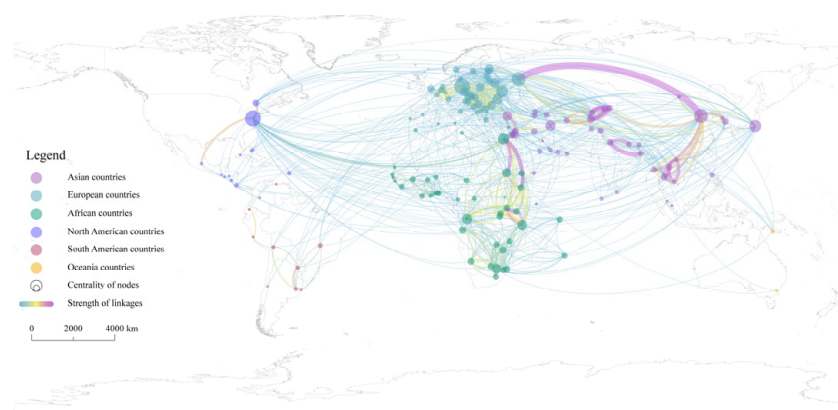 Legend
Asian countries
European countries
African countries
North American countries
South American countries
Oceania countries
Centrality of nodes
Strength of linkages
0 2000 4000 km